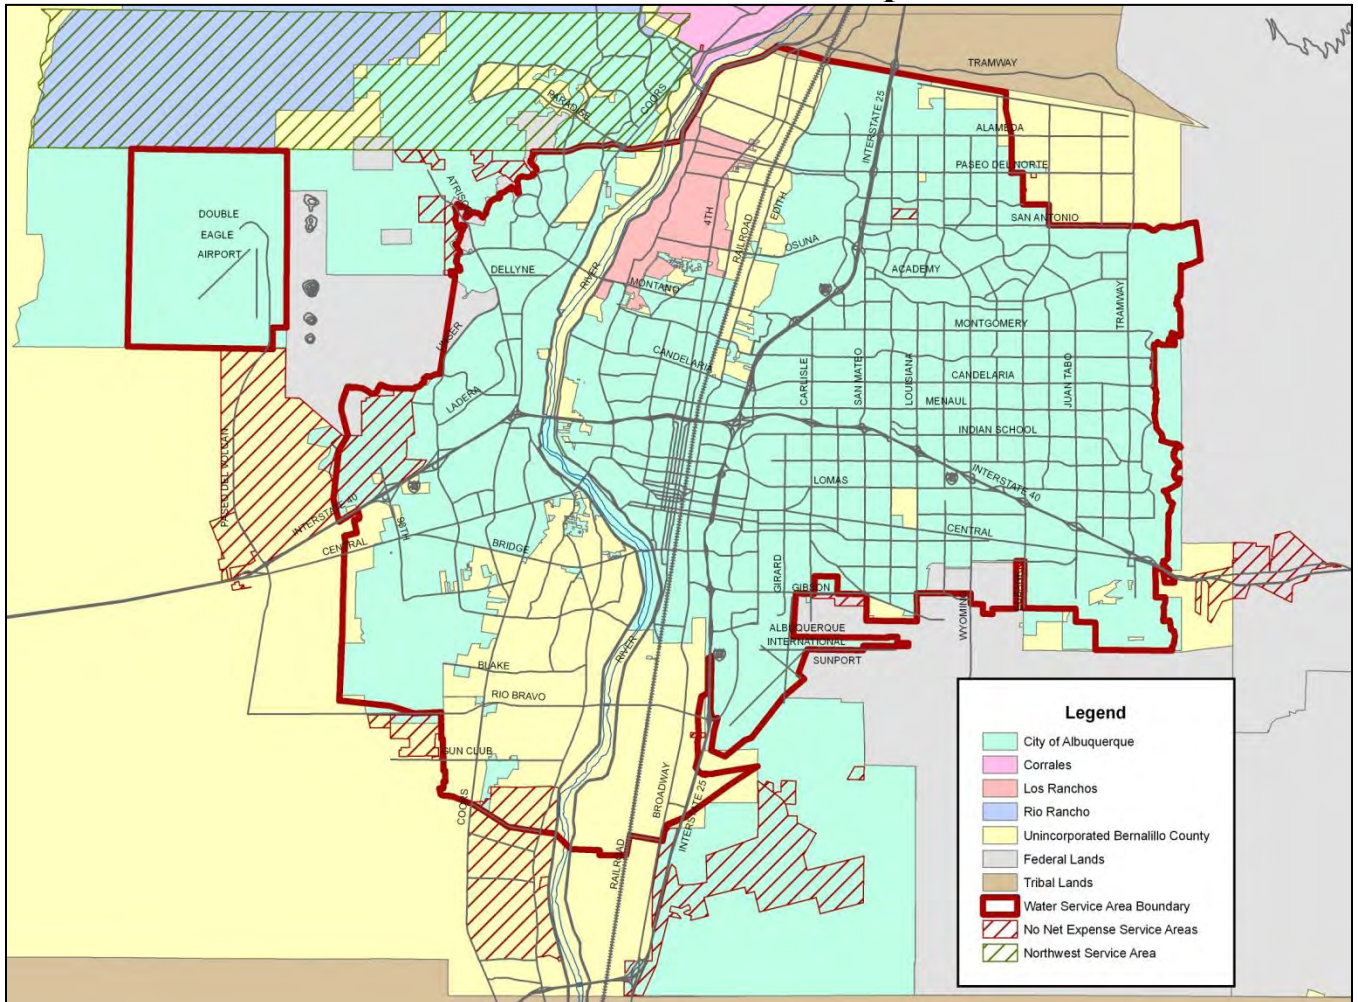 TRAMWAY
PARADISE
COORS
INTERSTATE 25
ALAMEDA
PASEO DEL NORTE
ATRISCO
DOUBLE
EAGLE
AIRPORT
4TH
RAILROAD
EDITH
SAN ANTONIO
OSUNA
DELLYNE
RIVER
MONTANO
ACADEMY
TRAMWAY
MONTGOMERY
UNSER
CANDELARIA
CARLISLE
SAN MATEO
LOUISIANA
CANDELARIA
JUAN TABO
LADERA
MENAUL
INDIAN SCHOOL
PASEO DEL VOLCAN
LOMAS
INTERSTATE 40
INTERSTATE 40
98TH
CENTRAL
BRIDGE
CENTRAL
GIRARD
GIBSON
WYOMING
ALBUQUERQUE
INTERNATIONAL
SUNPORT
RIVER
BLAKE
RIO BRAVO
GUN CLUB
COORS
BROADWAY
INTERSTATE 25
RAILROAD
Legend
City of Albuquerque
Corrales
Los Ranchos
Rio Rancho
Unincorporated Bernalillo County
Federal Lands
Tribal Lands
Water Service Area Boundary
No Net Expense Service Areas
Northwest Service Area